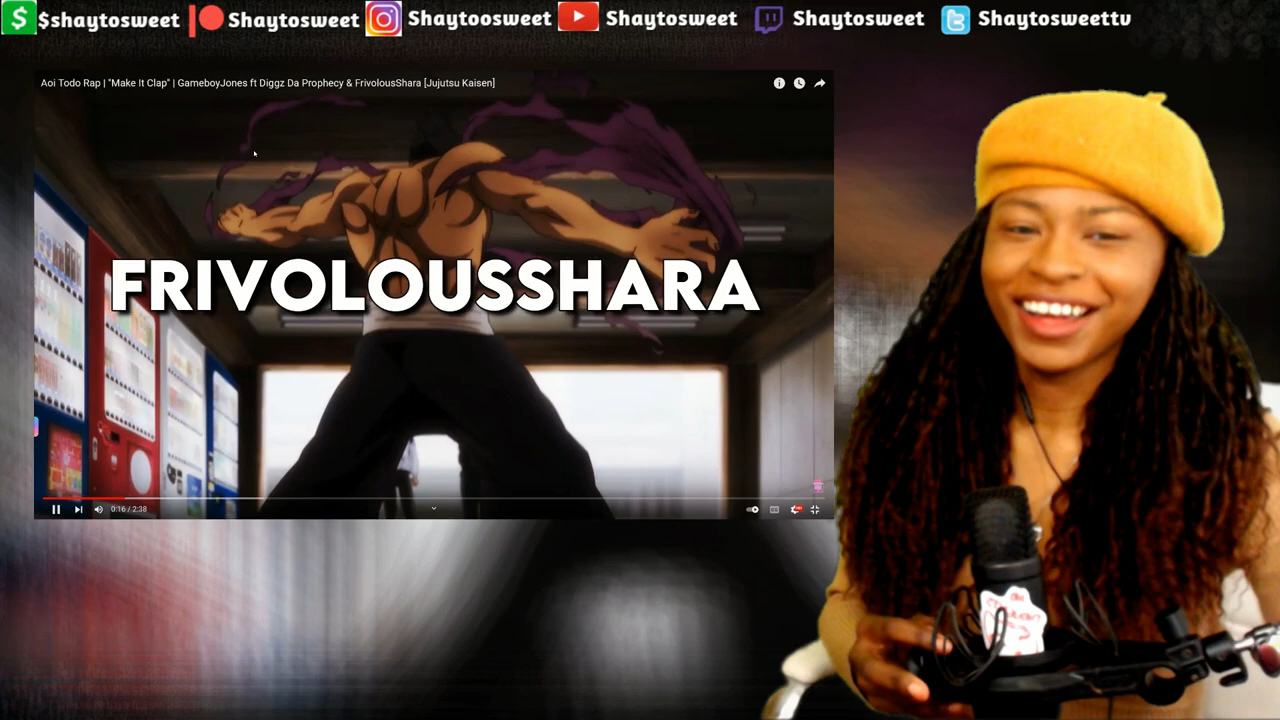 $shaytosweet Shaytosweet Shaytoosweet Shaytosweet Shaytosweet Shaytosweettv
Aoi Todo Rap | "Make It Clap" | GameboyJones ft Diggz Da Prophecy & FrivolousShara [Jujutsu Kaisen]
FRIVOLOUSSHARA
0:16 / 2:38